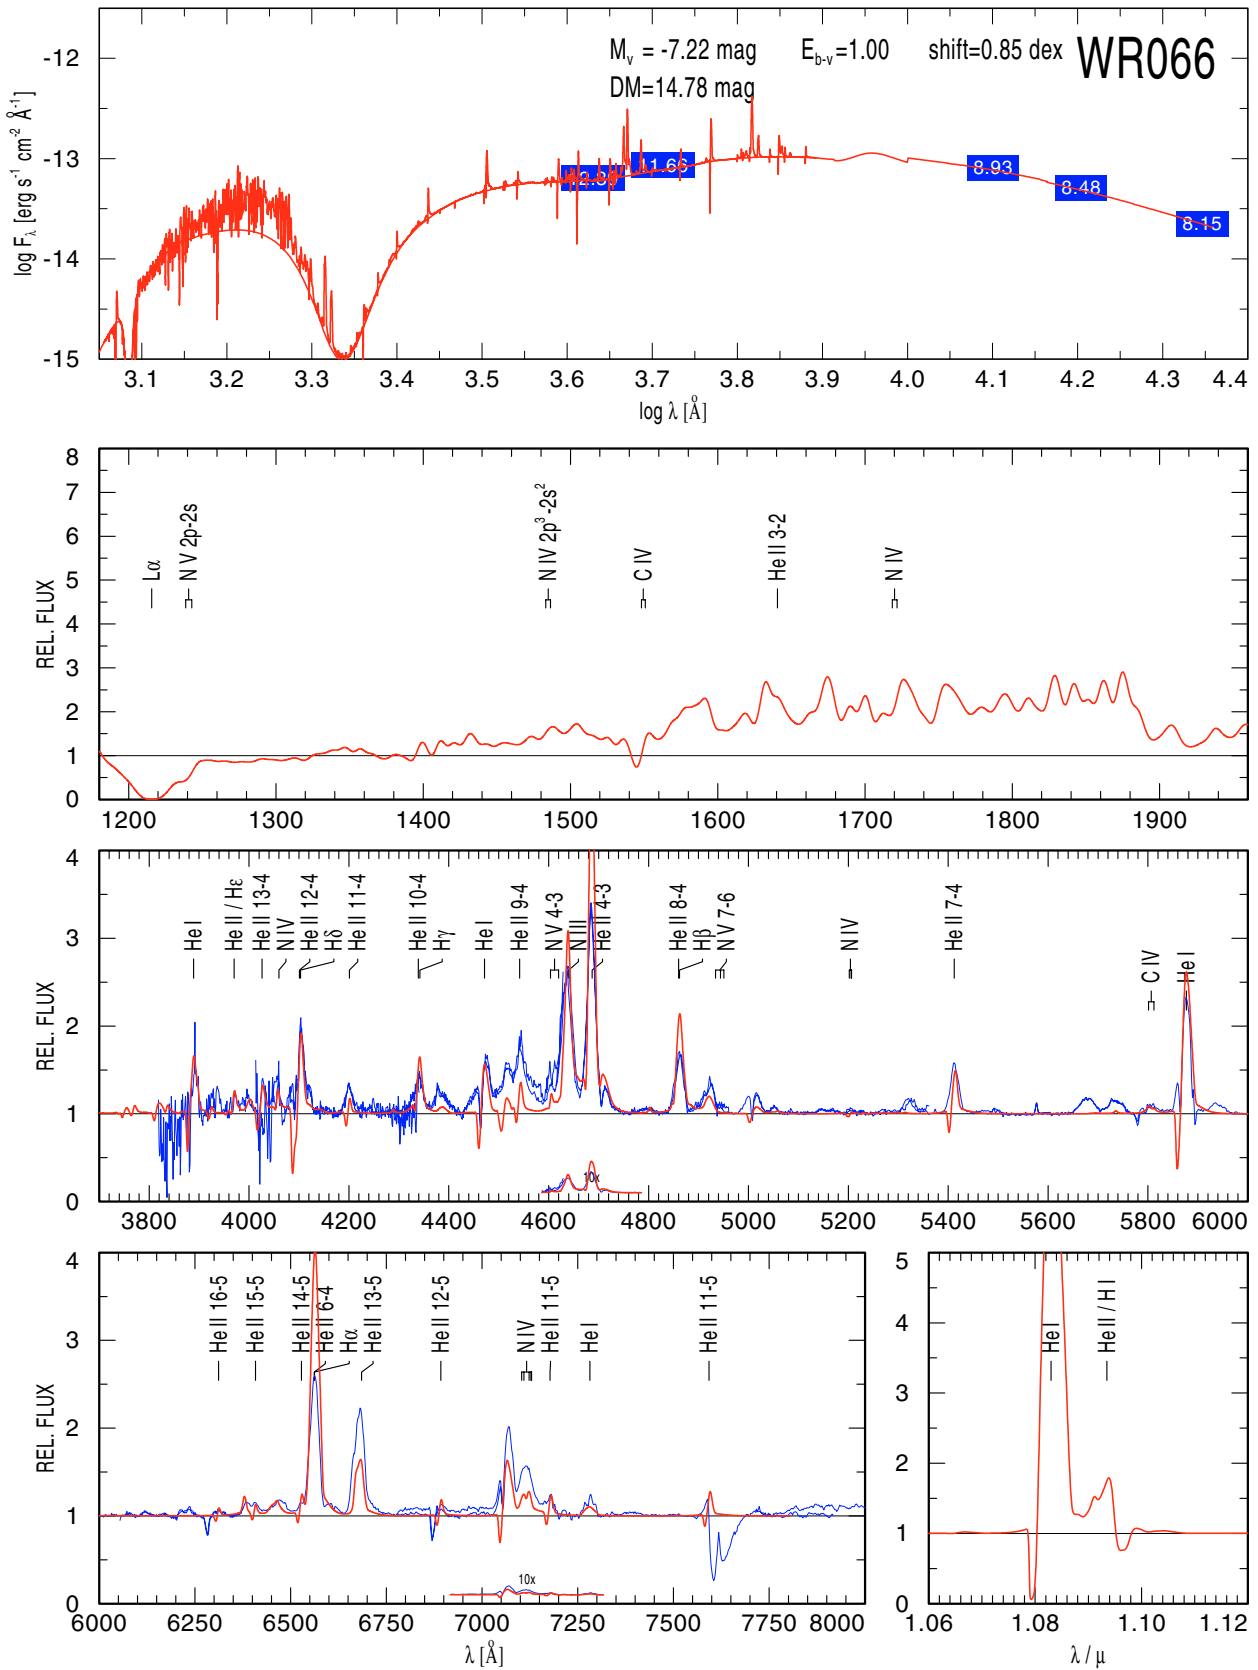 M_v = -7.22 mag E_b-v=1.00 shift=0.85 dex WR066
DM=14.78 mag
log F_λ [erg s^-1 cm^-2 Å^-1]
-12
-13
-14
-15
11.66
8.93
8.48
8.15
3.1 3.2 3.3 3.4 3.5 3.6 3.7 3.8 3.9 4.0 4.1 4.2 4.3 4.4
log λ [Å]
REL. FLUX
8
7
6
5
4
3
2
1
0
Lα
N V 2p-2s
N IV 2p^3-2s^2
C IV
He II 3-2
N IV
1200 1300 1400 1500 1600 1700 1800 1900
REL. FLUX
4
3
2
1
0
He I
He II / Hε
He II 13-4
N IV
He II 12-4
Hδ
He II 11-4
He II 10-4
Hγ
He I
He II 9-4
N V 4-3
N III
He II 4-3
He II 8-4
Hβ
N V 7-6
N IV
He II 7-4
C IV
He I
10x
3800 4000 4200 4400 4600 4800 5000 5200 5400 5600 5800 6000
REL. FLUX
4
3
2
1
0
He II 16-5
He II 15-5
He II 14-5
He II 6-4
Hα
He II 13-5
He II 12-5
N IV
He II 11-5
He I
He II 11-5
10x
6000 6250 6500 6750 7000 7250 7500 7750 8000
λ [Å]
5
4
3
2
1
0
He I
He II / H I
1.06 1.08 1.10 1.12
λ / μ